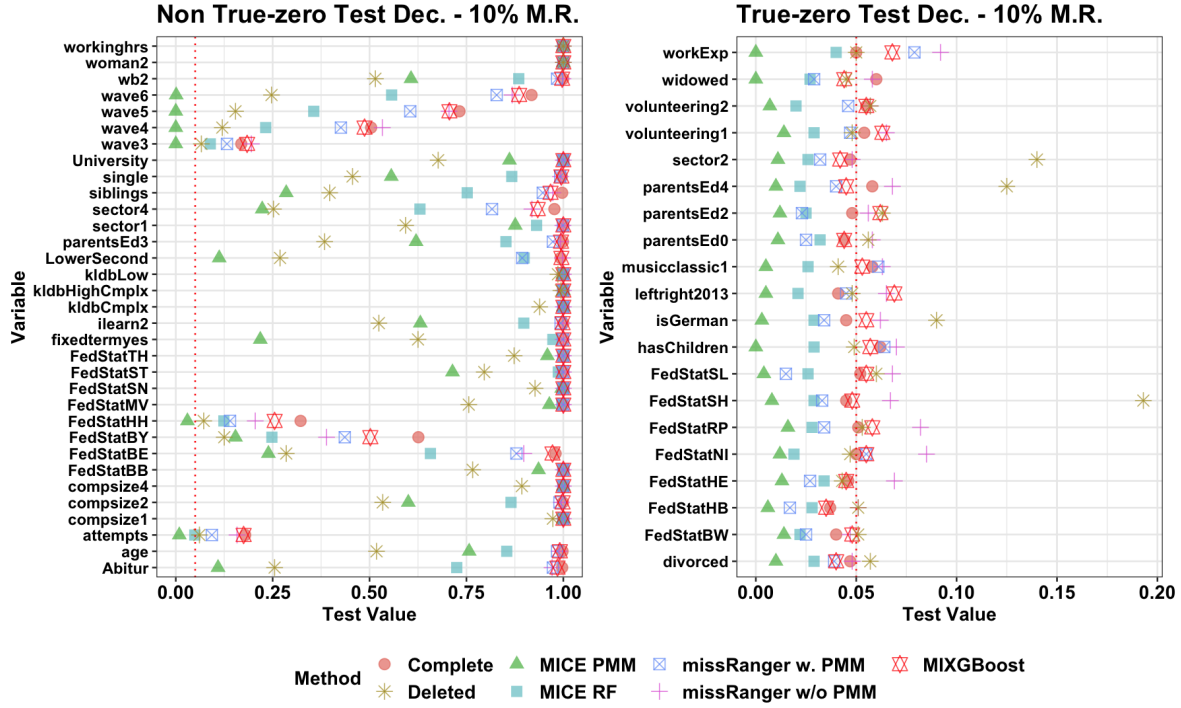 Non True-zero Test Dec. - 10% M.R.
workinghrs
woman2
wb2
wave6
wave5
wave4
wave3
University
single
siblings
sector4
sector1
parentsEd3
LowerSecond
kldbLow
kldbHighCmplx
kldbCmplx
ilearn2
fixedtermyes
FedStatTH
FedStatST
FedStatSN
FedStatMV
FedStatHH
FedStatBY
FedStatBE
FedStatBB
compsize4
compsize2
compsize1
attempts
age
Abitur
Variable
0.00 0.25 0.50 0.75 1.00
Test Value
True-zero Test Dec. - 10% M.R.
workExp
widowed
volunteering2
volunteering1
sector2
parentsEd4
parentsEd2
parentsEd0
musicclassic1
leftright2013
isGerman
hasChildren
FedStatSL
FedStatSH
FedStatRP
FedStatNI
FedStatHE
FedStatHB
FedStatBW
divorced
Variable
0.00 0.05 0.10 0.15 0.20
Test Value
Method
Complete MICE PMM missRanger w. PMM MIXGBoost
Deleted MICE RF missRanger w/o PMM